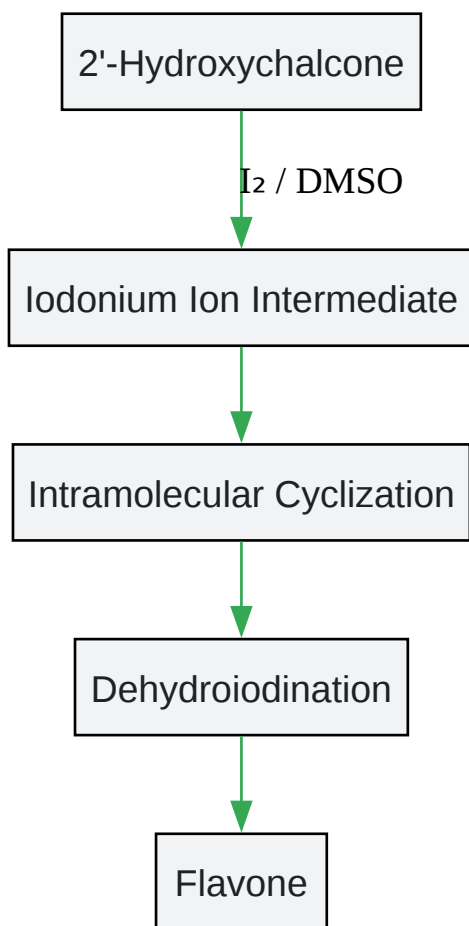 2'-Hydroxychalcone
I₂ / DMSO
Iodonium Ion Intermediate
Intramolecular Cyclization
Dehydroiodination
Flavone